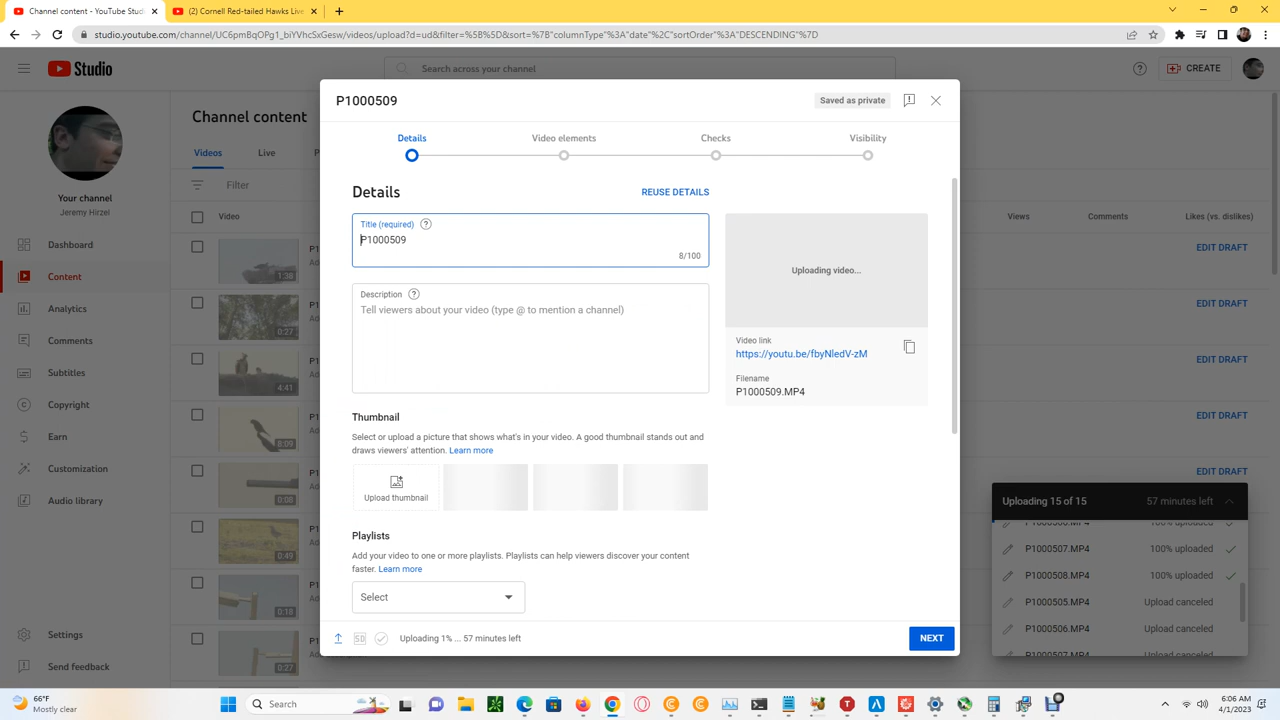 Channel content - YouTube Studio
(2) Cornell Red-Tailed Hawks Live
studio.youtube.com/channel/UC6pmBqOPg1_biYVhcSxGesw/videos/upload?d=ud&filter=%5B%5D&sort=%7B"columnType"%3A"date"%2C"sortOrder"%3A"DESCENDING"%7D
Studio
Search across your channel
CREATE
Your channel
Jeremy Hirzel
Dashboard
Content
Analytics
Comments
Subtitles
Copyright
Earn
Customization
Audio library
Settings
Send feedback
Channel content
Videos
Live
Filter
Video
Views
Comments
Likes (vs. dislikes)
1:38
EDIT DRAFT
0:27
EDIT DRAFT
4:41
EDIT DRAFT
8:09
EDIT DRAFT
0:08
EDIT DRAFT
0:49
0:18
0:27
P1000509
Saved as private
Details
Video elements
Checks
Visibility
Details
REUSE DETAILS
Title (required)
P1000509
8/100
Description
Tell viewers about your video (type @ to mention a channel)
Thumbnail
Select or upload a picture that shows what's in your video. A good thumbnail stands out and
draws viewers' attention. Learn more
Upload thumbnail
Playlists
Add your video to one or more playlists. Playlists can help viewers discover your content
faster. Learn more
Select
Uploading video...
Video link
https://youtu.be/fbyNledV-zM
Filename
P1000509.MP4
SD
Uploading 1% ... 57 minutes left
NEXT
Uploading 15 of 15
57 minutes left
P1000507.MP4
100% uploaded
P1000508.MP4
100% uploaded
P1000505.MP4
Upload canceled
P1000506.MP4
Upload canceled
P1000507.MP4
Upload canceled
66°F
Mostly clear
Search
6:06 AM
4/1/2023